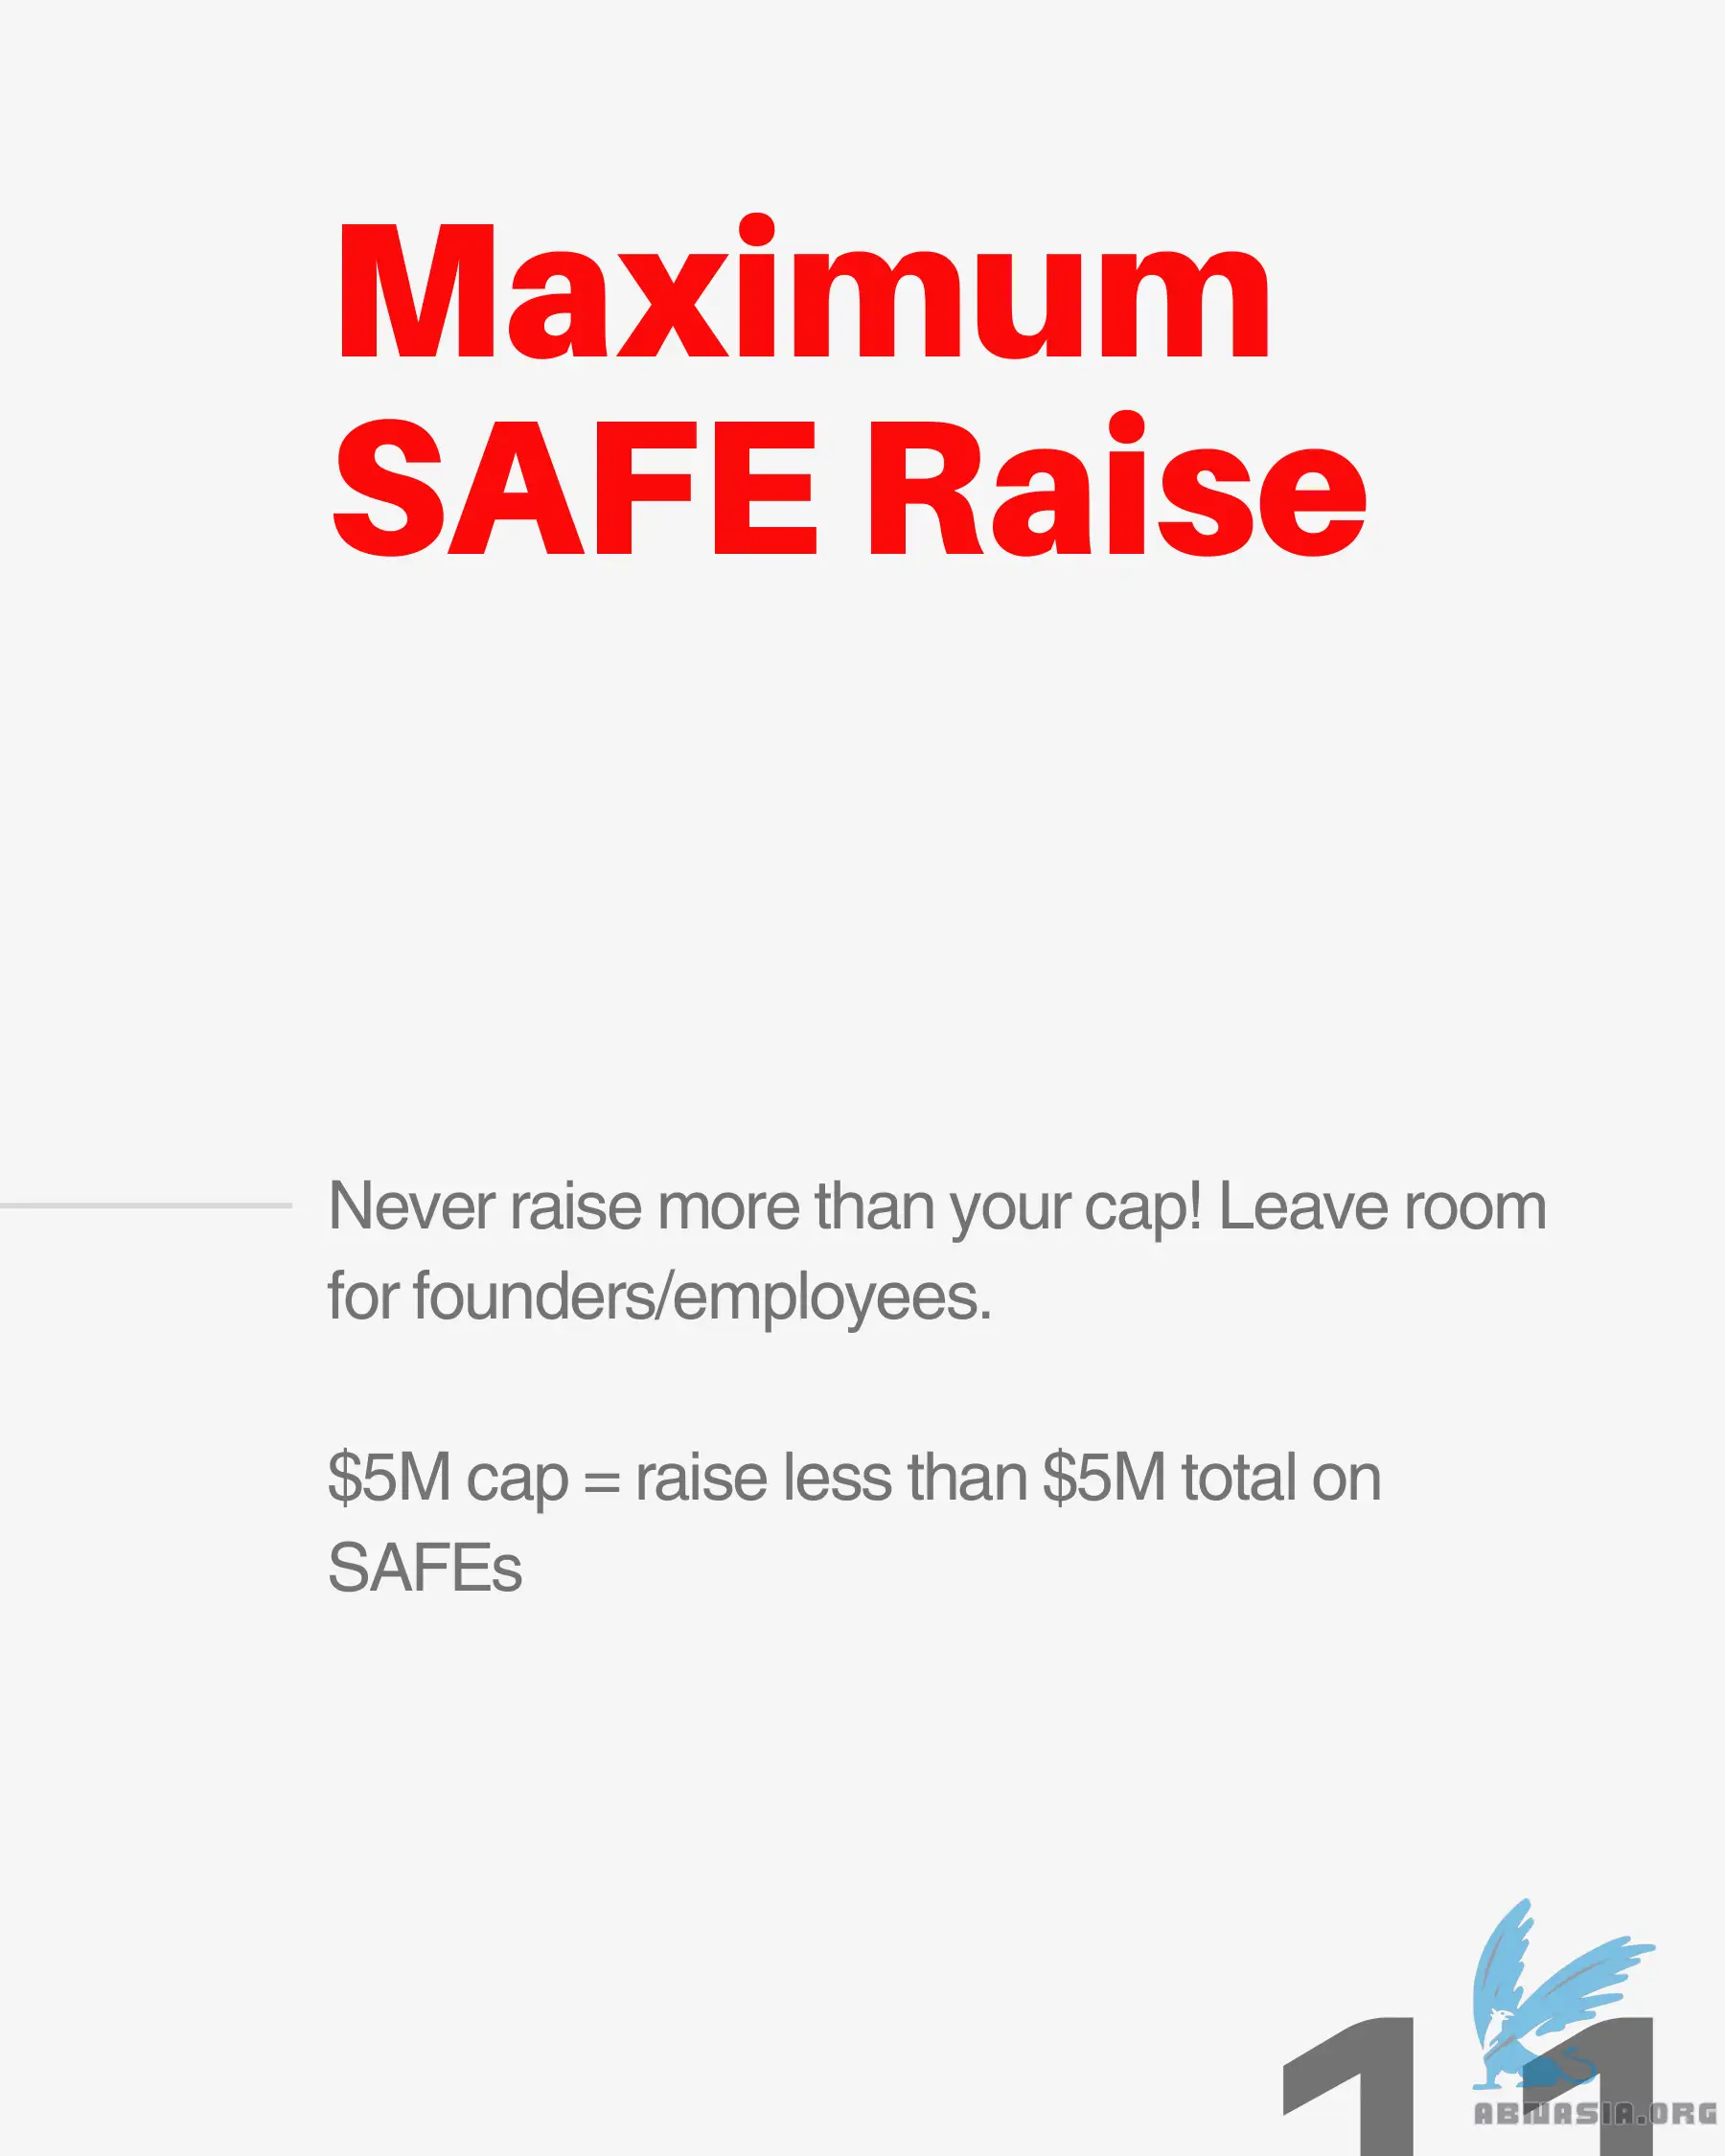 Maximum
SAFE Raise
Never raise more than your cap! Leave room
for founders/employees.
$5M cap = raise less than $5M total on
SAFEs
11
ABIJASIA.ORG